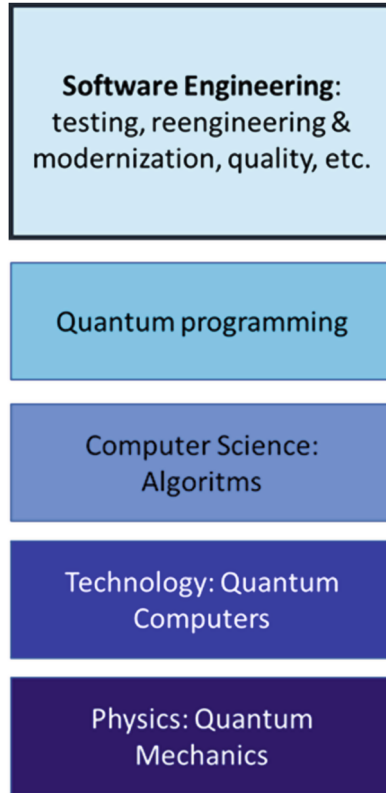 Software Engineering:
testing, reengineering &
modernization, quality, etc.
Quantum programming
Computer Science:
Algoritms
Technology: Quantum
Computers
Physics: Quantum
Mechanics